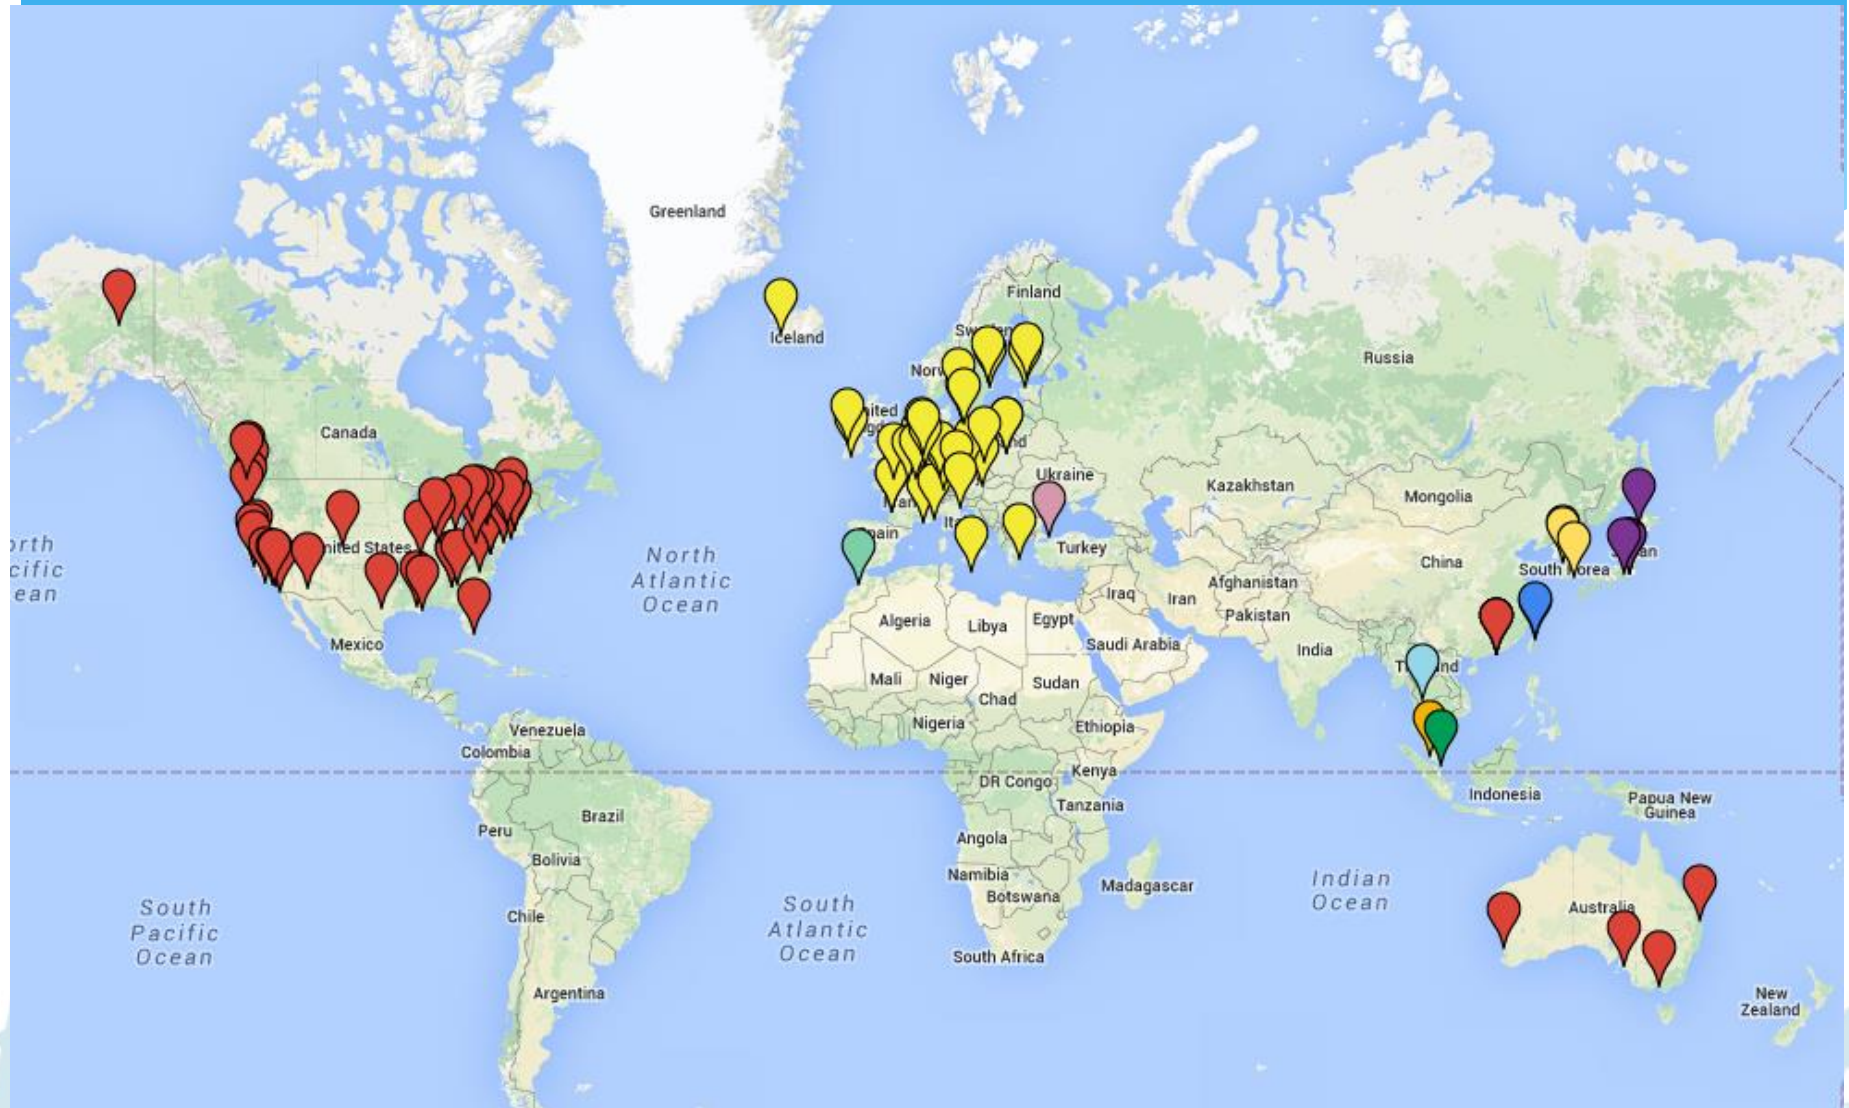 Greenland
Iceland
Finland
Russia
Canada
Ukraine
Kazakhstan
Mongolia
North
Atlantic
Ocean
Turkey
China
South
Afghanistan
Iraq
Iran
Pakistan
Algeria
Libya
Egypt
Saudi Arabia
India
Mexico
Mali
Niger
Chad
Sudan
Nigeria
Ethiopia
Venezuela
Colombia
DR Congo
Kenya
Tanzania
Indonesia
Papua New
Guinea
Peru
Brazil
Angola
Bolivia
Namibia
Botswana
Madagascar
Indian
Ocean
Australia
Chile
South
Pacific
Ocean
South
Atlantic
Ocean
South Africa
Argentina
New
Zealand
States